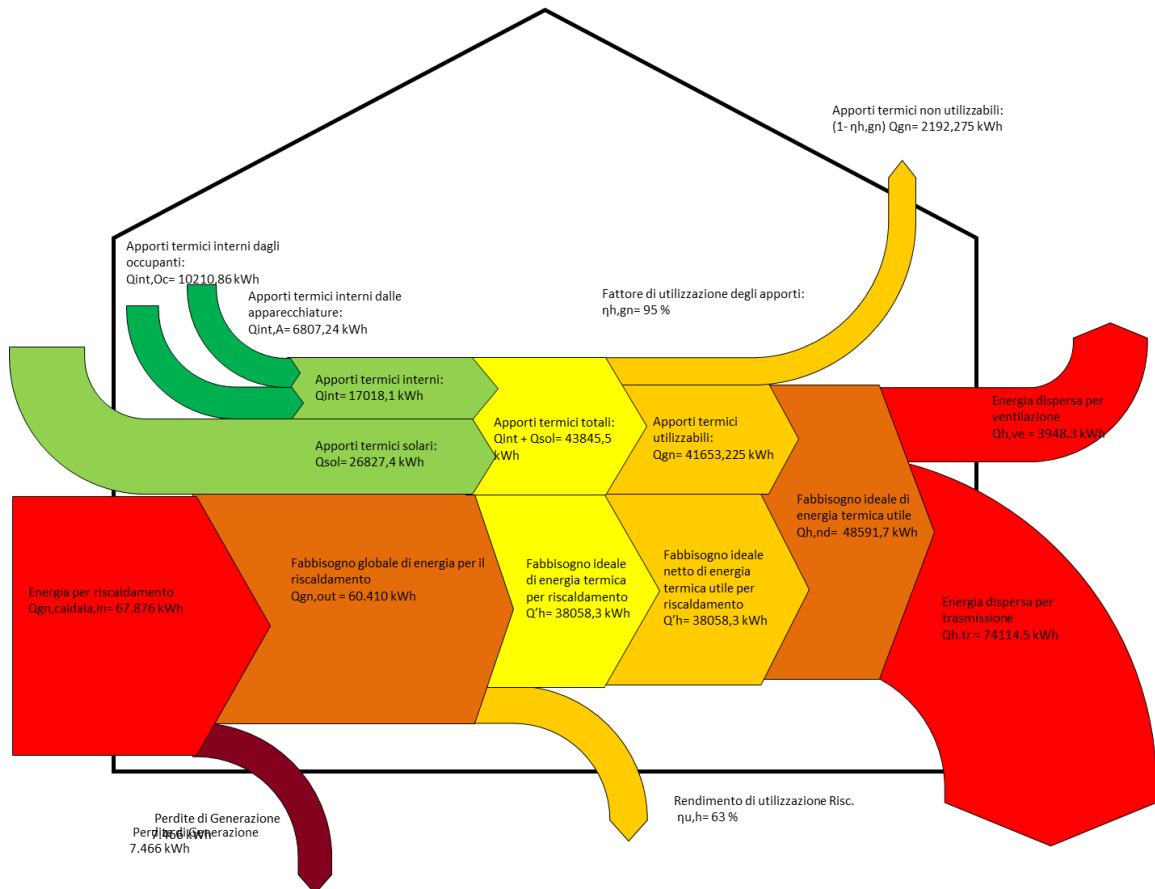 Apporti termici non utilizzabili:
(1- ηh,gn) Qgn= 2192,275 kWh
Apporti termici interni dagli
occupanti:
Qint,Oc= 10210,86 kWh
Apporti termici interni dalle
apparecchiature:
Qint,A= 6807,24 kWh
Fattore di utilizzazione degli apporti:
ηh,gn= 95 %
Apporti termici interni:
Qint= 17018,1 kWh
Apporti termici solari:
Qsol= 26827,4 kWh
Apporti termici totali:
Qint + Qsol= 43845,5
kWh
Apporti termici
utilizzabili:
Qgn= 41653,225 kWh
Energia dispersa per
ventilazione
Qh,ve = 3948,3 kWh
Fabbisogno ideale di
energia termica utile
Qh,nd= 48591,7 kWh
Energia per riscaldamento
Qgn,caldaIa,in= 67.876 kWh
Fabbisogno globale di energia per il
riscaldamento
Qgn,out = 60.410 kWh
Fabbisogno ideale
di energia termica
per riscaldamento
Q'h= 38058,3 kWh
Fabbisogno ideale
netto di energia
termica utile per
riscaldamento
Q'h= 38058,3 kWh
Energia dispersa per
trasmissione
Qh,tr = 74114,5 kWh
Rendimento di utilizzazione Risc.
ηu,h= 63 %
Perdite di Generazione
7.466 kWh
Perdite di Generazione
7.466 kWh